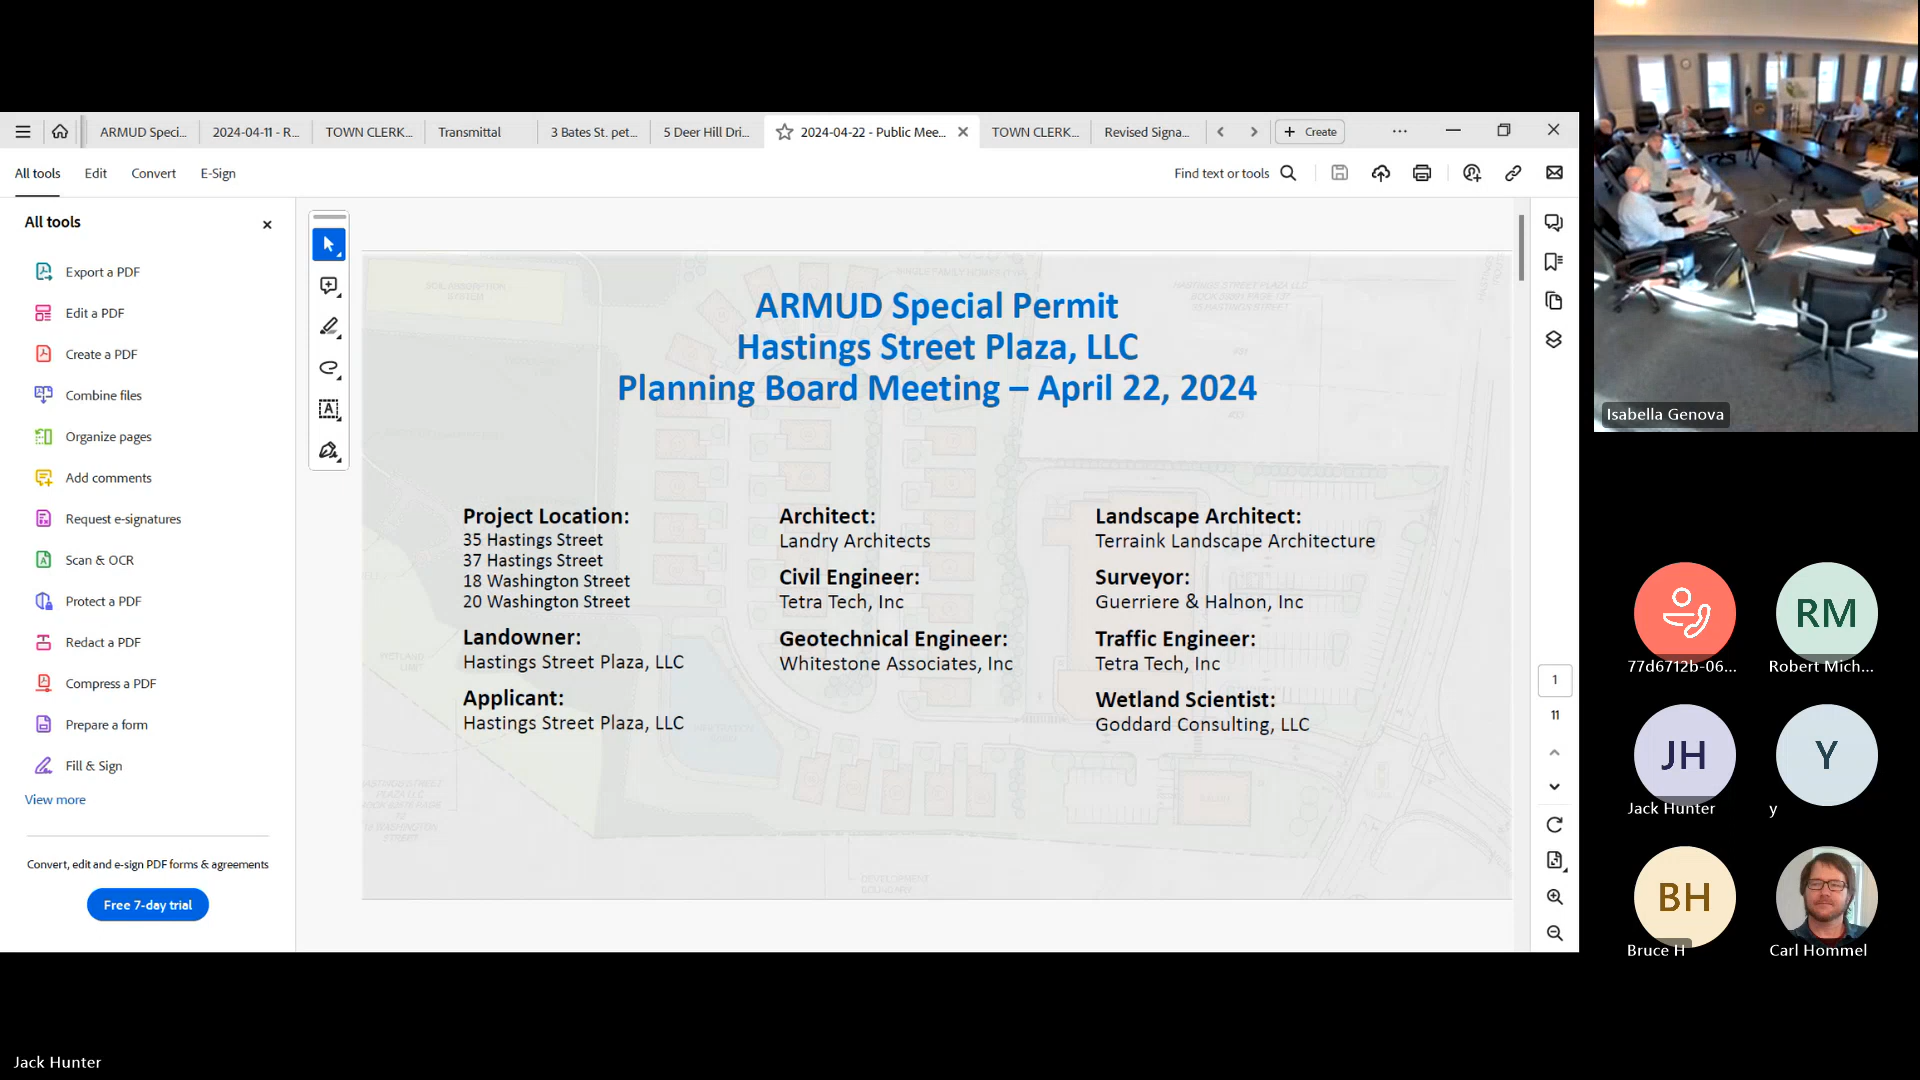 ARMUD Speci...
2024-04-11 - R...
TOWN CLERK...
Transmittal
3 Bates St. pet...
5 Deer Hill Dri...
2024-04-22 - Public Mee...
TOWN CLERK...
Revised Signa...
Create
All tools
Edit
Convert
E-Sign
Find text or tools
All tools
Export a PDF
Edit a PDF
Create a PDF
Combine files
Organize pages
Add comments
Request e-signatures
Scan & OCR
Protect a PDF
Redact a PDF
Compress a PDF
Prepare a form
Fill & Sign
View more
Convert, edit and e-sign PDF forms & agreements
Free 7-day trial
ARMUD Special Permit
Hastings Street Plaza, LLC
Planning Board Meeting – April 22, 2024
Project Location:
35 Hastings Street
37 Hastings Street
18 Washington Street
20 Washington Street
Landowner:
Hastings Street Plaza, LLC
Applicant:
Hastings Street Plaza, LLC
Architect:
Landry Architects
Civil Engineer:
Tetra Tech, Inc
Geotechnical Engineer:
Whitestone Associates, Inc
Landscape Architect:
Terraink Landscape Architecture
Surveyor:
Guerriere & Halnon, Inc
Traffic Engineer:
Tetra Tech, Inc
Wetland Scientist:
Goddard Consulting, LLC
DEVELOPMENT
BOUNDARY
1
11
Isabella Genova
77d6712b-06...
RM
Robert Mich...
JH
Jack Hunter
Y
y
BH
Bruce H
Carl Hommel
Jack Hunter